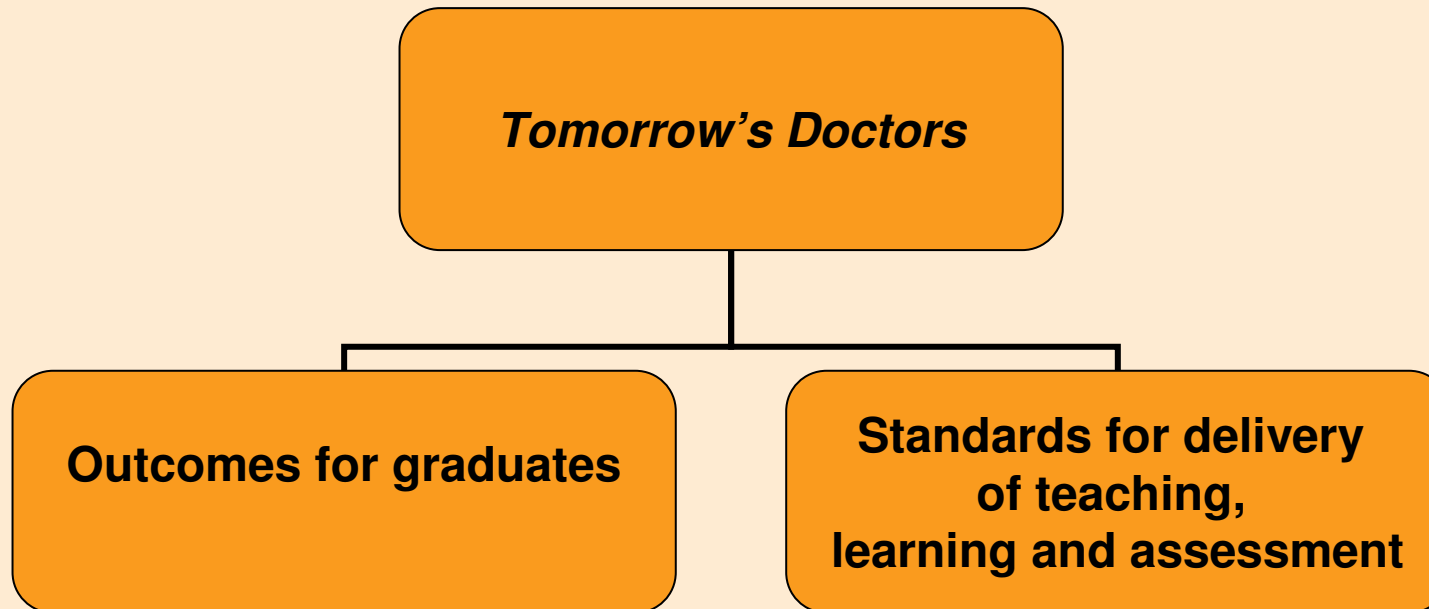 Tomorrow’s Doctors
Outcomes for graduates
Standards for delivery
of teaching,
learning and assessment